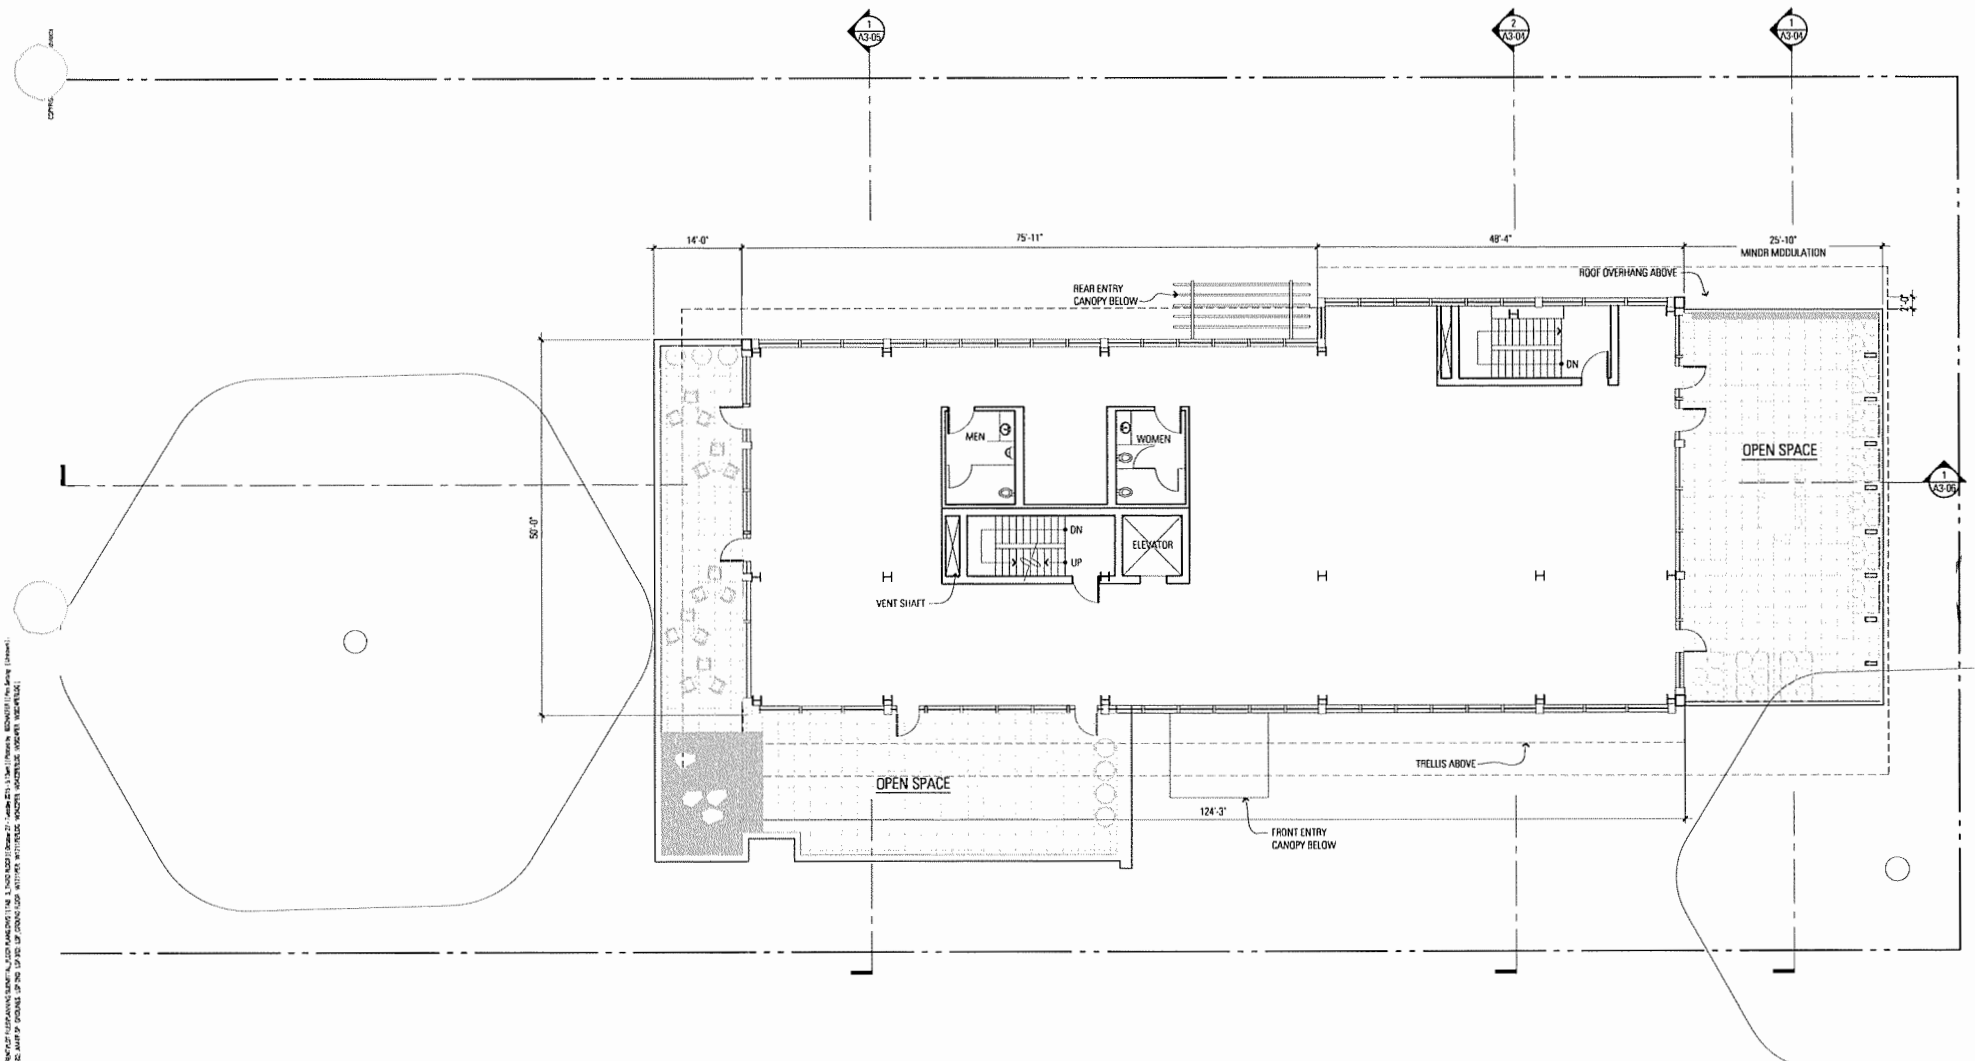 1
A3-05
2
A3-04
1
A3-04
14'-0"
75'-11"
48'-4"
25'-10"
MINOR MODULATION
ROOF OVERHANG ABOVE
REAR ENTRY
CANOPY BELOW
2'-0"
DN
MEN
WOMEN
OPEN SPACE
1
A3-06
50'-0"
DN
ELEVATOR
UP
VENT SHAFT
TRELLIS ABOVE
OPEN SPACE
124'-3"
FRONT ENTRY
CANOPY BELOW